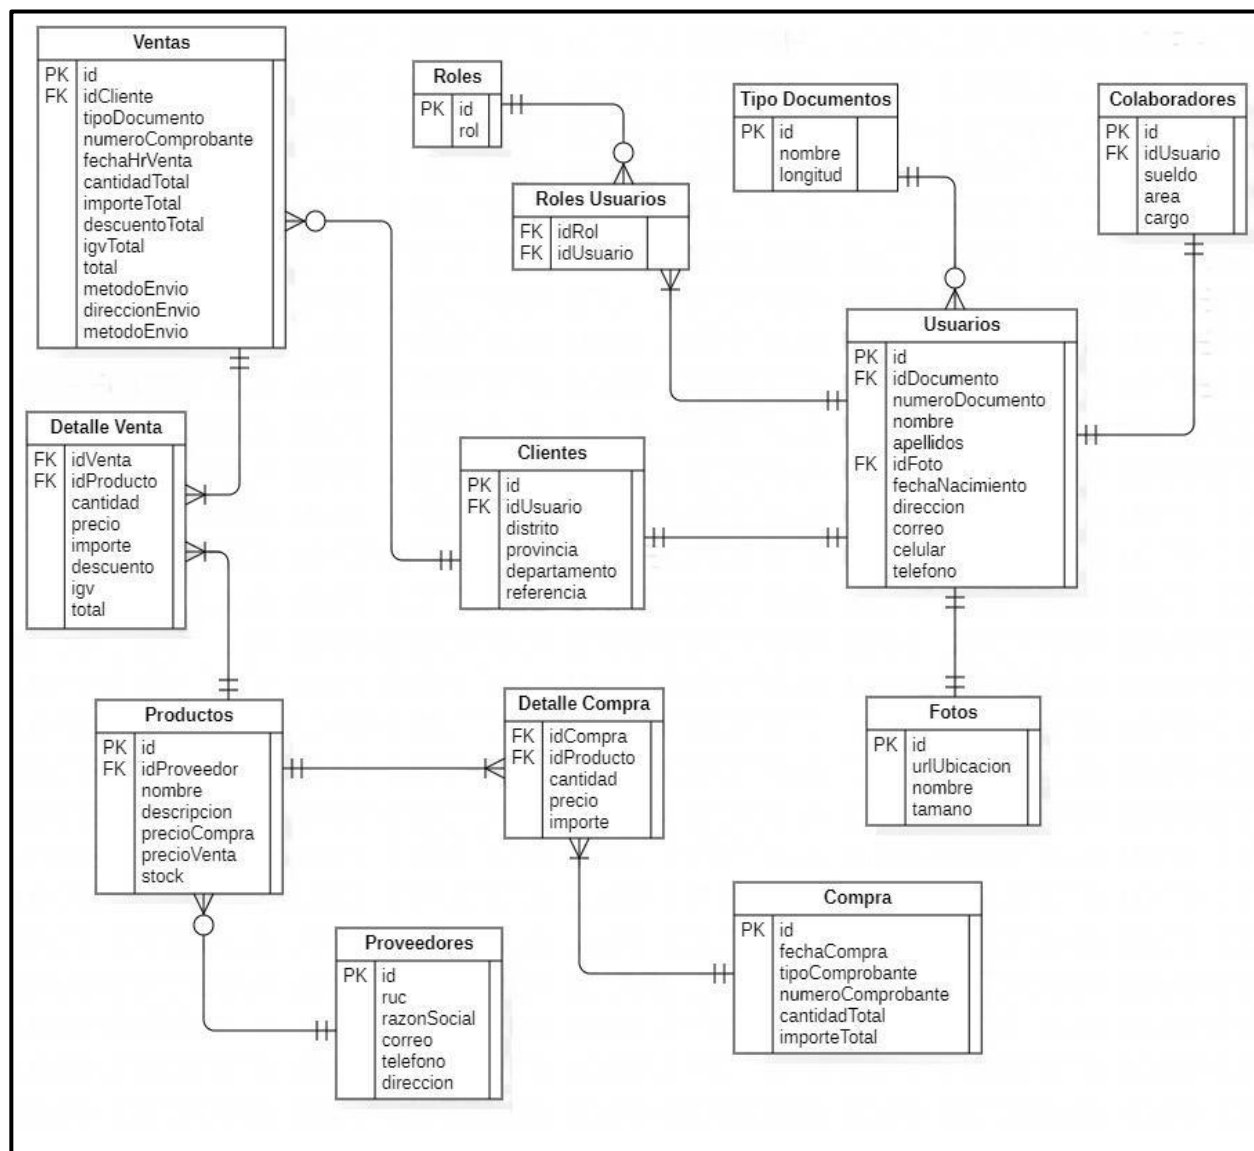 Ventas
PK id
FK idCliente
tipoDocumento
numeroComprobante
fechaHrVenta
cantidadTotal
importeTotal
descuentoTotal
igvTotal
total
metodoEnvio
direccionEnvio
metodoEnvio
Roles
PK id
rol
Tipo Documentos
PK id
nombre
longitud
Colaboradores
PK id
FK idUsuario
sueldo
area
cargo
Roles Usuarios
FK idRol
FK idUsuario
Usuarios
PK id
FK idDocumento
numeroDocumento
nombre
apellidos
FK idFoto
fechaNacimiento
direccion
correo
celular
telefono
Detalle Venta
FK idVenta
FK idProducto
cantidad
precio
importe
descuento
igv
total
Clientes
PK id
FK idUsuario
distrito
provincia
departamento
referencia
Productos
PK id
FK idProveedor
nombre
descripcion
precioCompra
precioVenta
stock
Detalle Compra
FK idCompra
FK idProducto
cantidad
precio
importe
Fotos
PK id
urlUbicacion
nombre
tamano
Proveedores
PK id
ruc
razonSocial
correo
telefono
direccion
Compra
PK id
fechaCompra
tipoComprobante
numeroComprobante
cantidadTotal
importeTotal